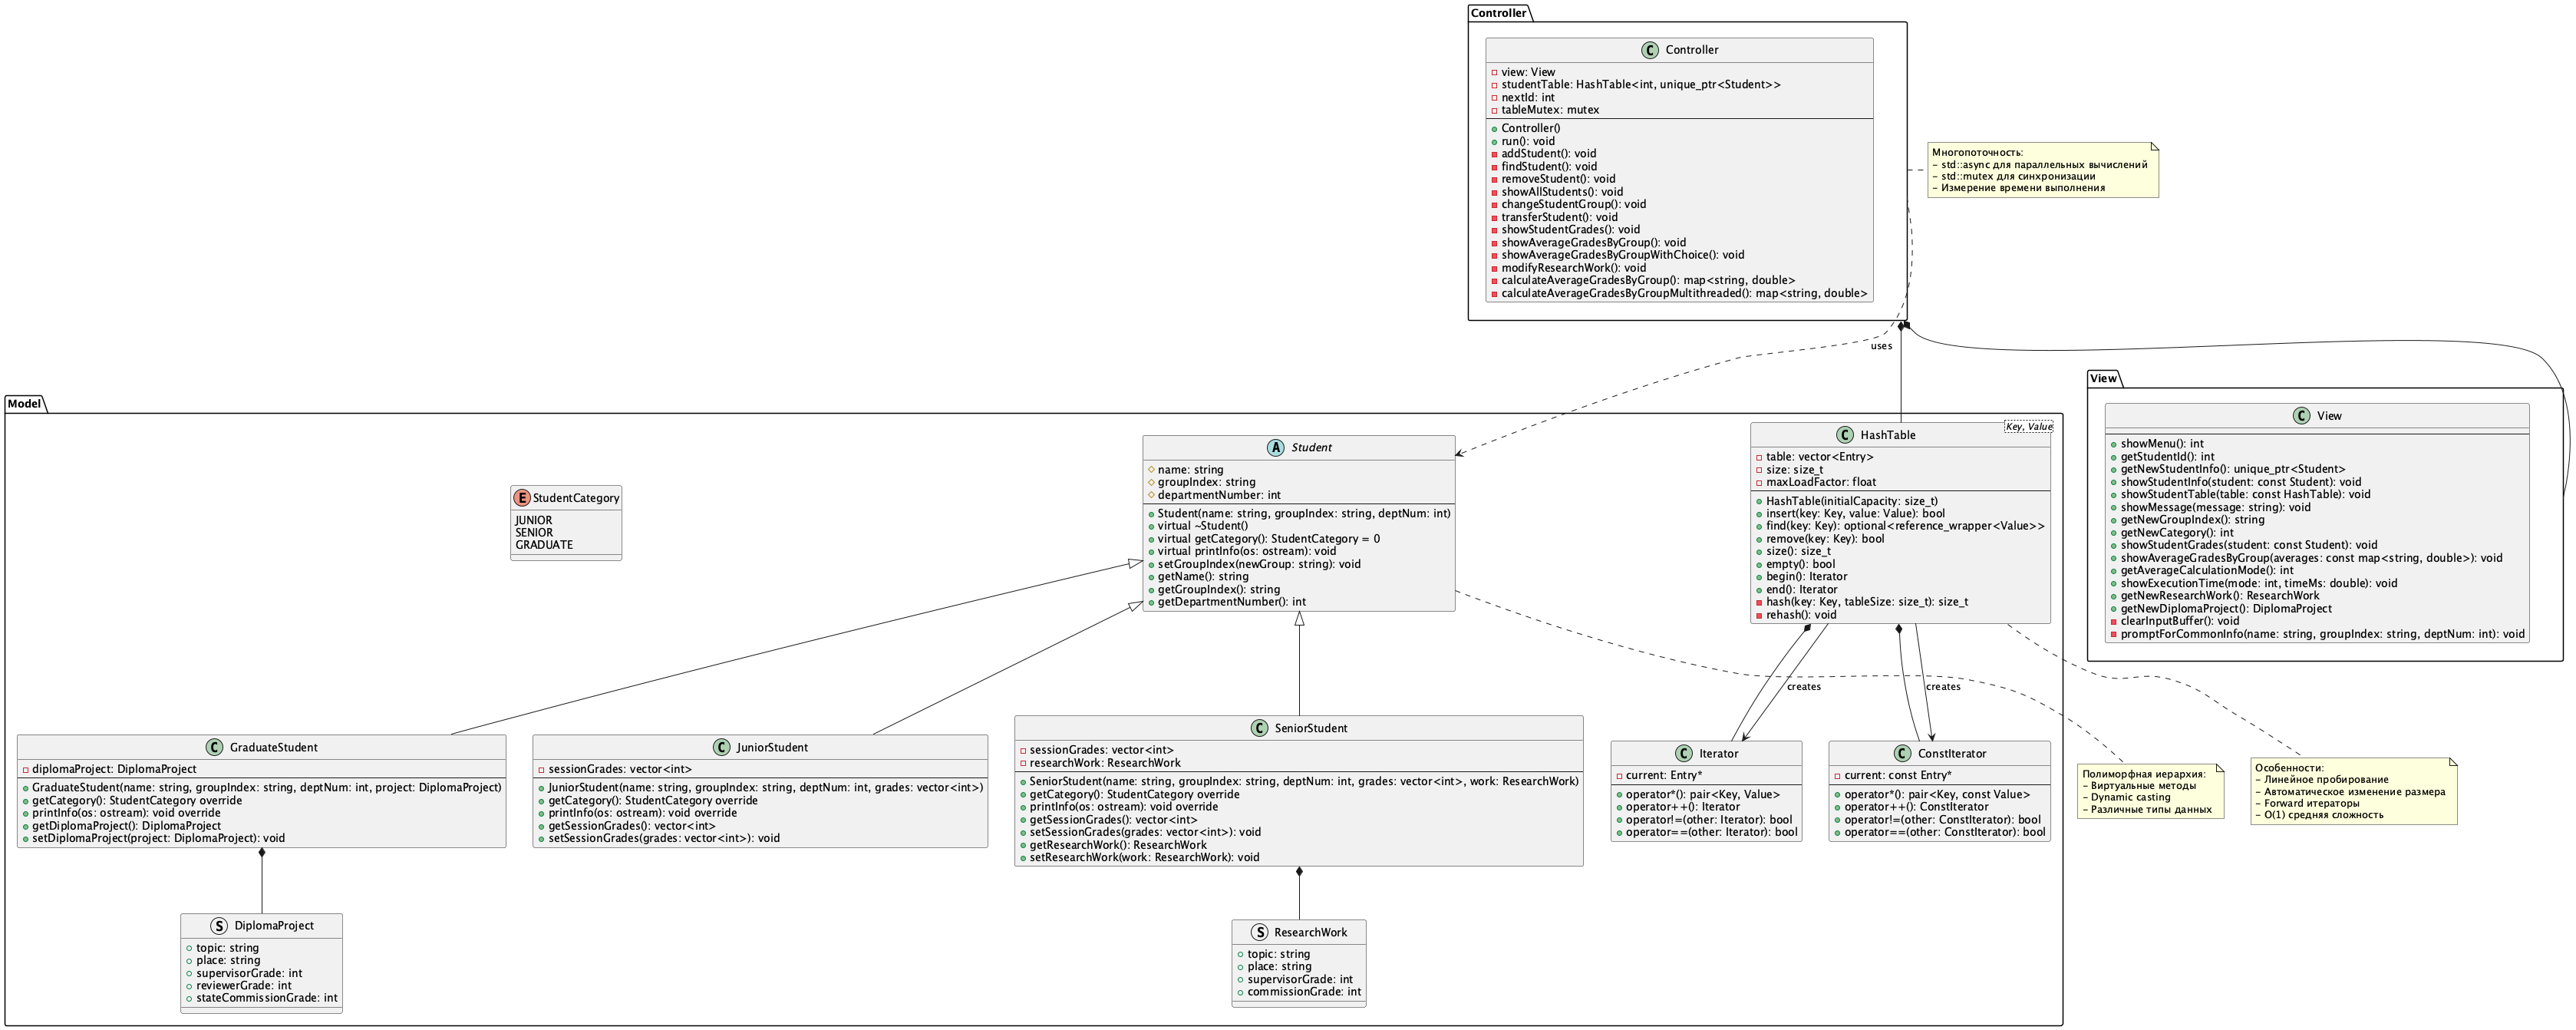 Controller
C Controller
view: View
studentTable: HashTable<int, unique_ptr<Student>>
nextId: int
tableMutex: mutex
Controller()
run(): void
addStudent(): void
findStudent(): void
removeStudent(): void
showAllStudents(): void
changeStudentGroup(): void
transferStudent(): void
showStudentGrades(): void
showAverageGradesByGroup(): void
showAverageGradesByGroupWithChoice(): void
modifyResearchWork(): void
calculateAverageGradesByGroup(): map<string, double>
calculateAverageGradesByGroupMultithreaded(): map<string, double>
Многопоточность:
- std::async для параллельных вычислений
- std::mutex для синхронизации
- Измерение времени выполнения
uses
View
C View
showMenu(): int
getStudentId(): int
getNewStudentInfo(): unique_ptr<Student>
showStudentInfo(student: const Student): void
showStudentTable(table: const HashTable): void
showMessage(message: string): void
getNewGroupIndex(): string
getNewCategory(): int
showStudentGrades(student: const Student): void
showAverageGradesByGroup(averages: const map<string, double>): void
getAverageCalculationMode(): int
showExecutionTime(mode: int, timeMs: double): void
getNewResearchWork(): ResearchWork
getNewDiplomaProject(): DiplomaProject
clearInputBuffer(): void
promptForCommonInfo(name: string, groupIndex: string, deptNum: int): void
Model
E StudentCategory
JUNIOR
SENIOR
GRADUATE
A Student
name: string
groupIndex: string
departmentNumber: int
Student(name: string, groupIndex: string, deptNum: int)
virtual ~Student()
virtual getCategory(): StudentCategory = 0
virtual printInfo(os: ostream): void
setGroupIndex(newGroup: string): void
getName(): string
getGroupIndex(): string
getDepartmentNumber(): int
C HashTable
Key, Value
table: vector<Entry>
size: size_t
maxLoadFactor: float
HashTable(initialCapacity: size_t)
insert(key: Key, value: Value): bool
find(key: Key): optional<reference_wrapper<Value>>
remove(key: Key): bool
size(): size_t
empty(): bool
begin(): Iterator
end(): Iterator
hash(key: Key, tableSize: size_t): size_t
rehash(): void
creates
creates
C GraduateStudent
diplomaProject: DiplomaProject
GraduateStudent(name: string, groupIndex: string, deptNum: int, project: DiplomaProject)
getCategory(): StudentCategory override
printInfo(os: ostream): void override
getDiplomaProject(): DiplomaProject
setDiplomaProject(project: DiplomaProject): void
C JuniorStudent
sessionGrades: vector<int>
JuniorStudent(name: string, groupIndex: string, deptNum: int, grades: vector<int>)
getCategory(): StudentCategory override
printInfo(os: ostream): void override
getSessionGrades(): vector<int>
setSessionGrades(grades: vector<int>): void
C SeniorStudent
sessionGrades: vector<int>
researchWork: ResearchWork
SeniorStudent(name: string, groupIndex: string, deptNum: int, grades: vector<int>, work: ResearchWork)
getCategory(): StudentCategory override
printInfo(os: ostream): void override
getSessionGrades(): vector<int>
setSessionGrades(grades: vector<int>): void
getResearchWork(): ResearchWork
setResearchWork(work: ResearchWork): void
C Iterator
current: Entry*
operator*(): pair<Key, Value>
operator++(): Iterator
operator!=(other: Iterator): bool
operator==(other: Iterator): bool
C ConstIterator
current: const Entry*
operator*(): pair<Key, const Value>
operator++(): ConstIterator
operator!=(other: ConstIterator): bool
operator==(other: ConstIterator): bool
Полиморфная иерархия:
- Виртуальные методы
- Dynamic casting
- Различные типы данных
Особенности:
- Линейное пробирование
- Автоматическое изменение размера
- Forward итераторы
- O(1) средняя сложность
S DiplomaProject
topic: string
place: string
supervisorGrade: int
reviewerGrade: int
stateCommissionGrade: int
S ResearchWork
topic: string
place: string
supervisorGrade: int
commissionGrade: int